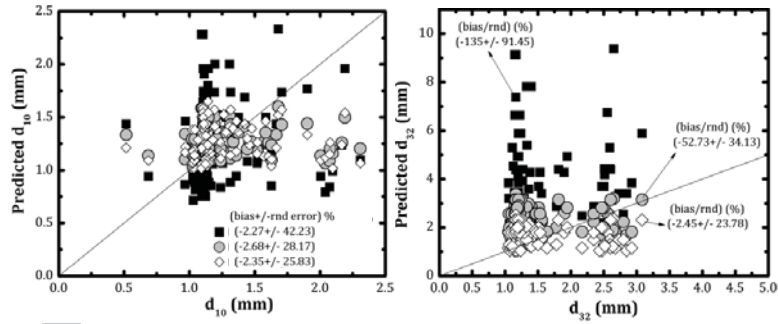 2.5
2.0
1.5
1.0
0.5
0.0
Predicted d10 (mm)
(bias+/-rnd error) %
(-2.27+/- 42.23)
(-2.68+/- 28.17)
(-2.35+/- 25.83)
0.0 0.5 1.0 1.5 2.0 2.5
d10 (mm)
10
8
6
4
2
0
Predicted d32 (mm)
(bias/rnd) (%)
(-135+/- 91.45)
(bias/rnd) (%)
(-52.73+/- 34.13)
(bias/rnd) (%)
(-2.45+/- 23.78)
0.0 0.5 1.0 1.5 2.0 2.5 3.0 3.5 4.0 4.5 5.0
d32 (mm)